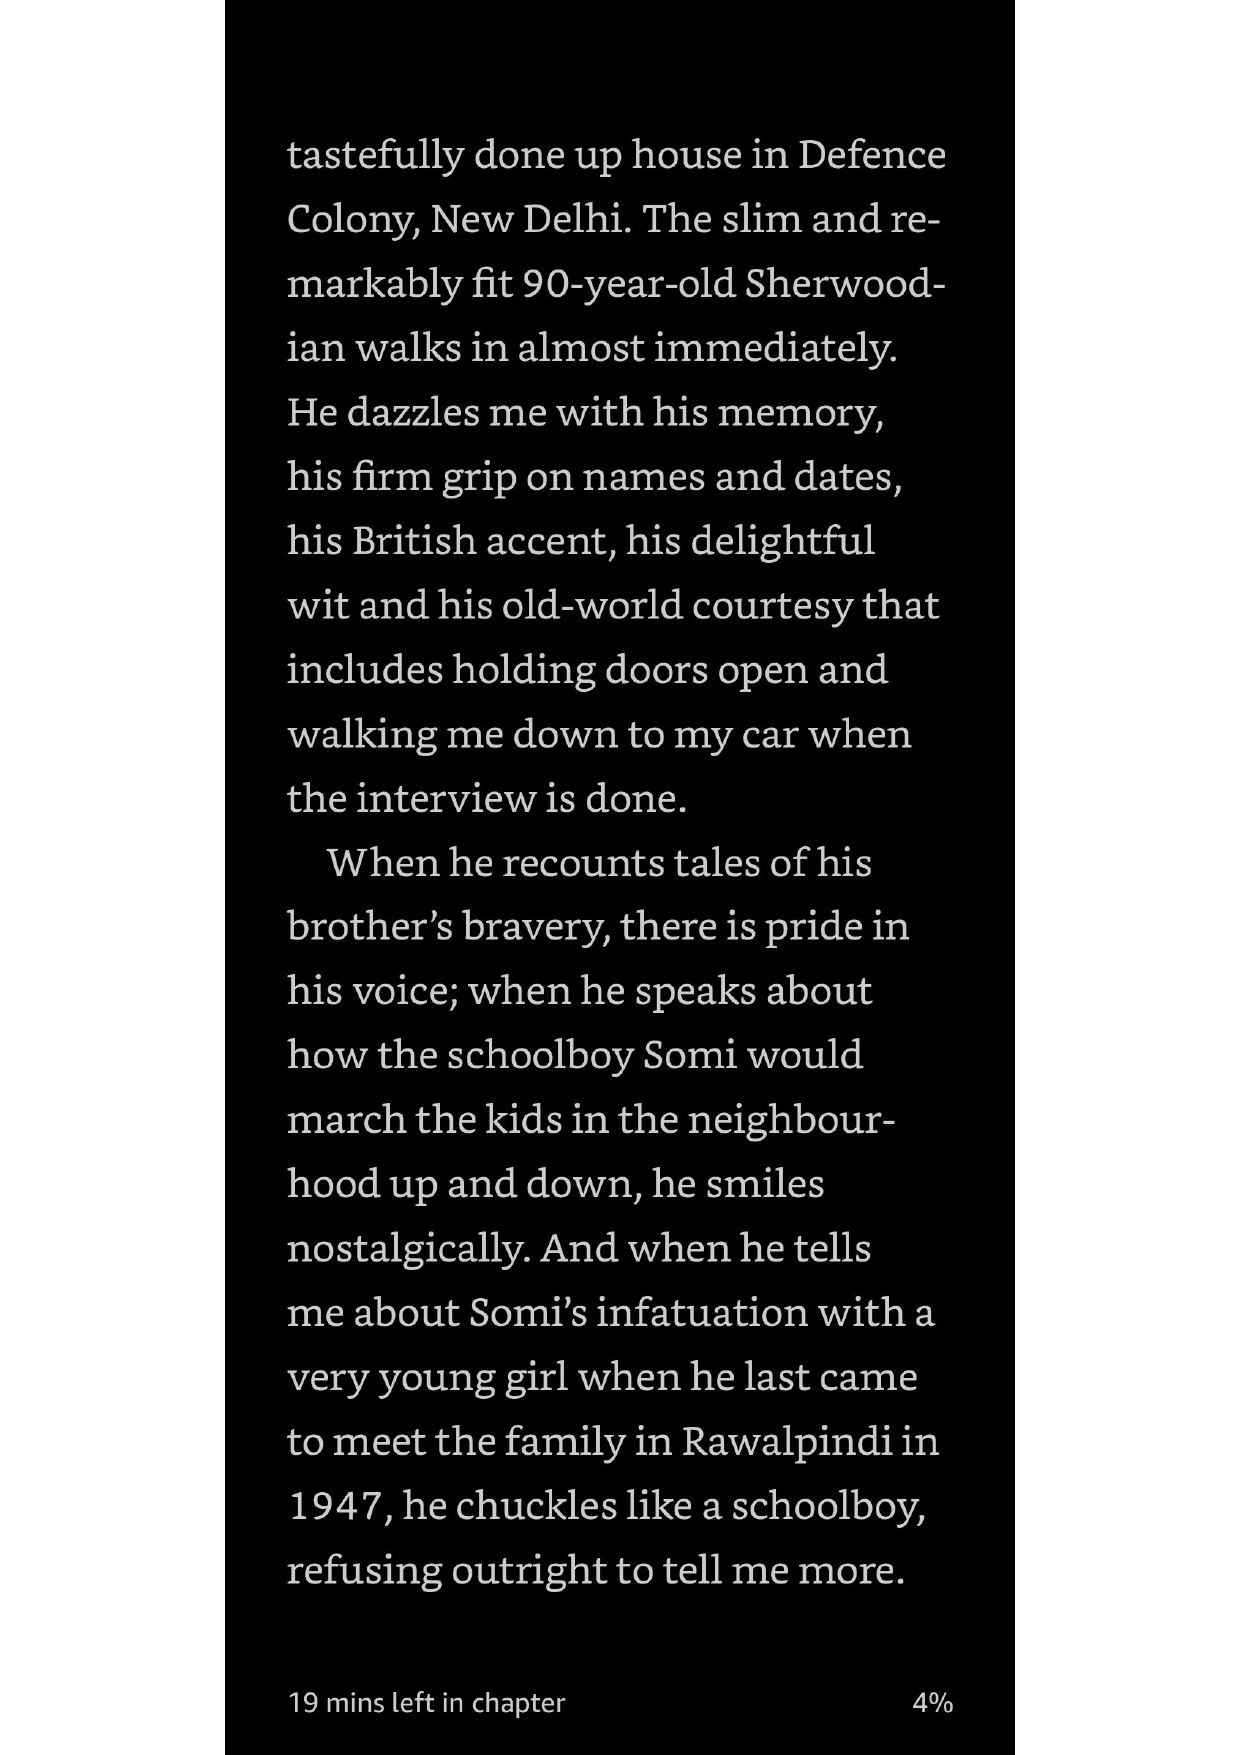 tastefully done up house in Defence
Colony, New Delhi. The slim and re-
markably fit 90-year-old Sherwood-
ian walks in almost immediately.
He dazzles me with his memory,
his firm grip on names and dates,
his British accent, his delightful
wit and his old-world courtesy that
includes holding doors open and
walking me down to my car when
the interview is done.
When he recounts tales of his
brother’s bravery, there is pride in
his voice; when he speaks about
how the schoolboy Somi would
march the kids in the neighbour-
hood up and down, he smiles
nostalgically. And when he tells
me about Somi’s infatuation with a
very young girl when he last came
to meet the family in Rawalpindi in
1947, he chuckles like a schoolboy,
refusing outright to tell me more.
19 mins left in chapter 4%